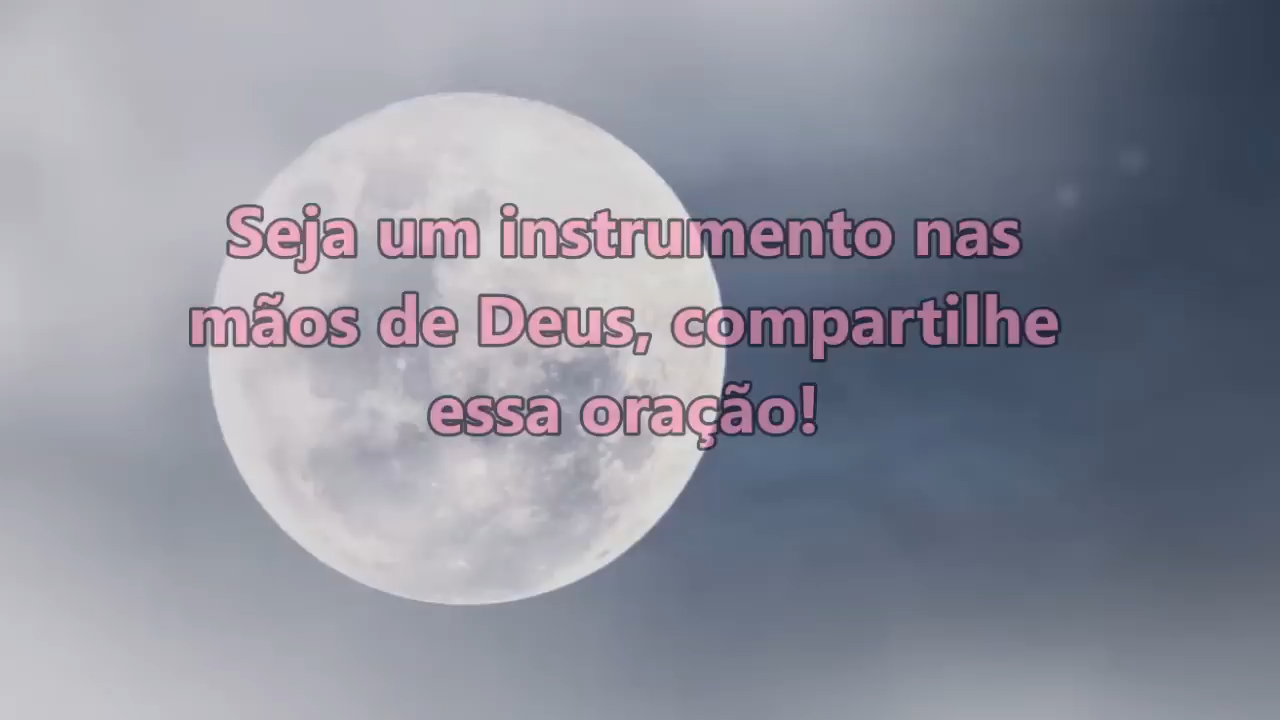 Seja um instrumento nas
mãos de Deus, compartilhe
essa oração!